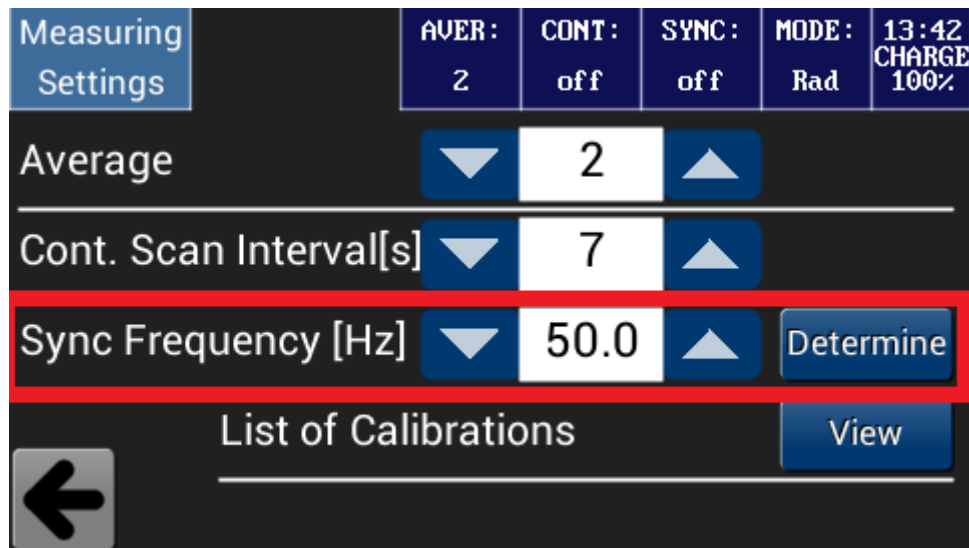 Measuring Settings
AVER: 2
CONT: off
SYNC: off
MODE: Rad
13:42
CHARGE
100%
Average 2
Cont. Scan Interval[s] 7
Sync Frequency [Hz] 50.0 Determine
List of Calibrations View